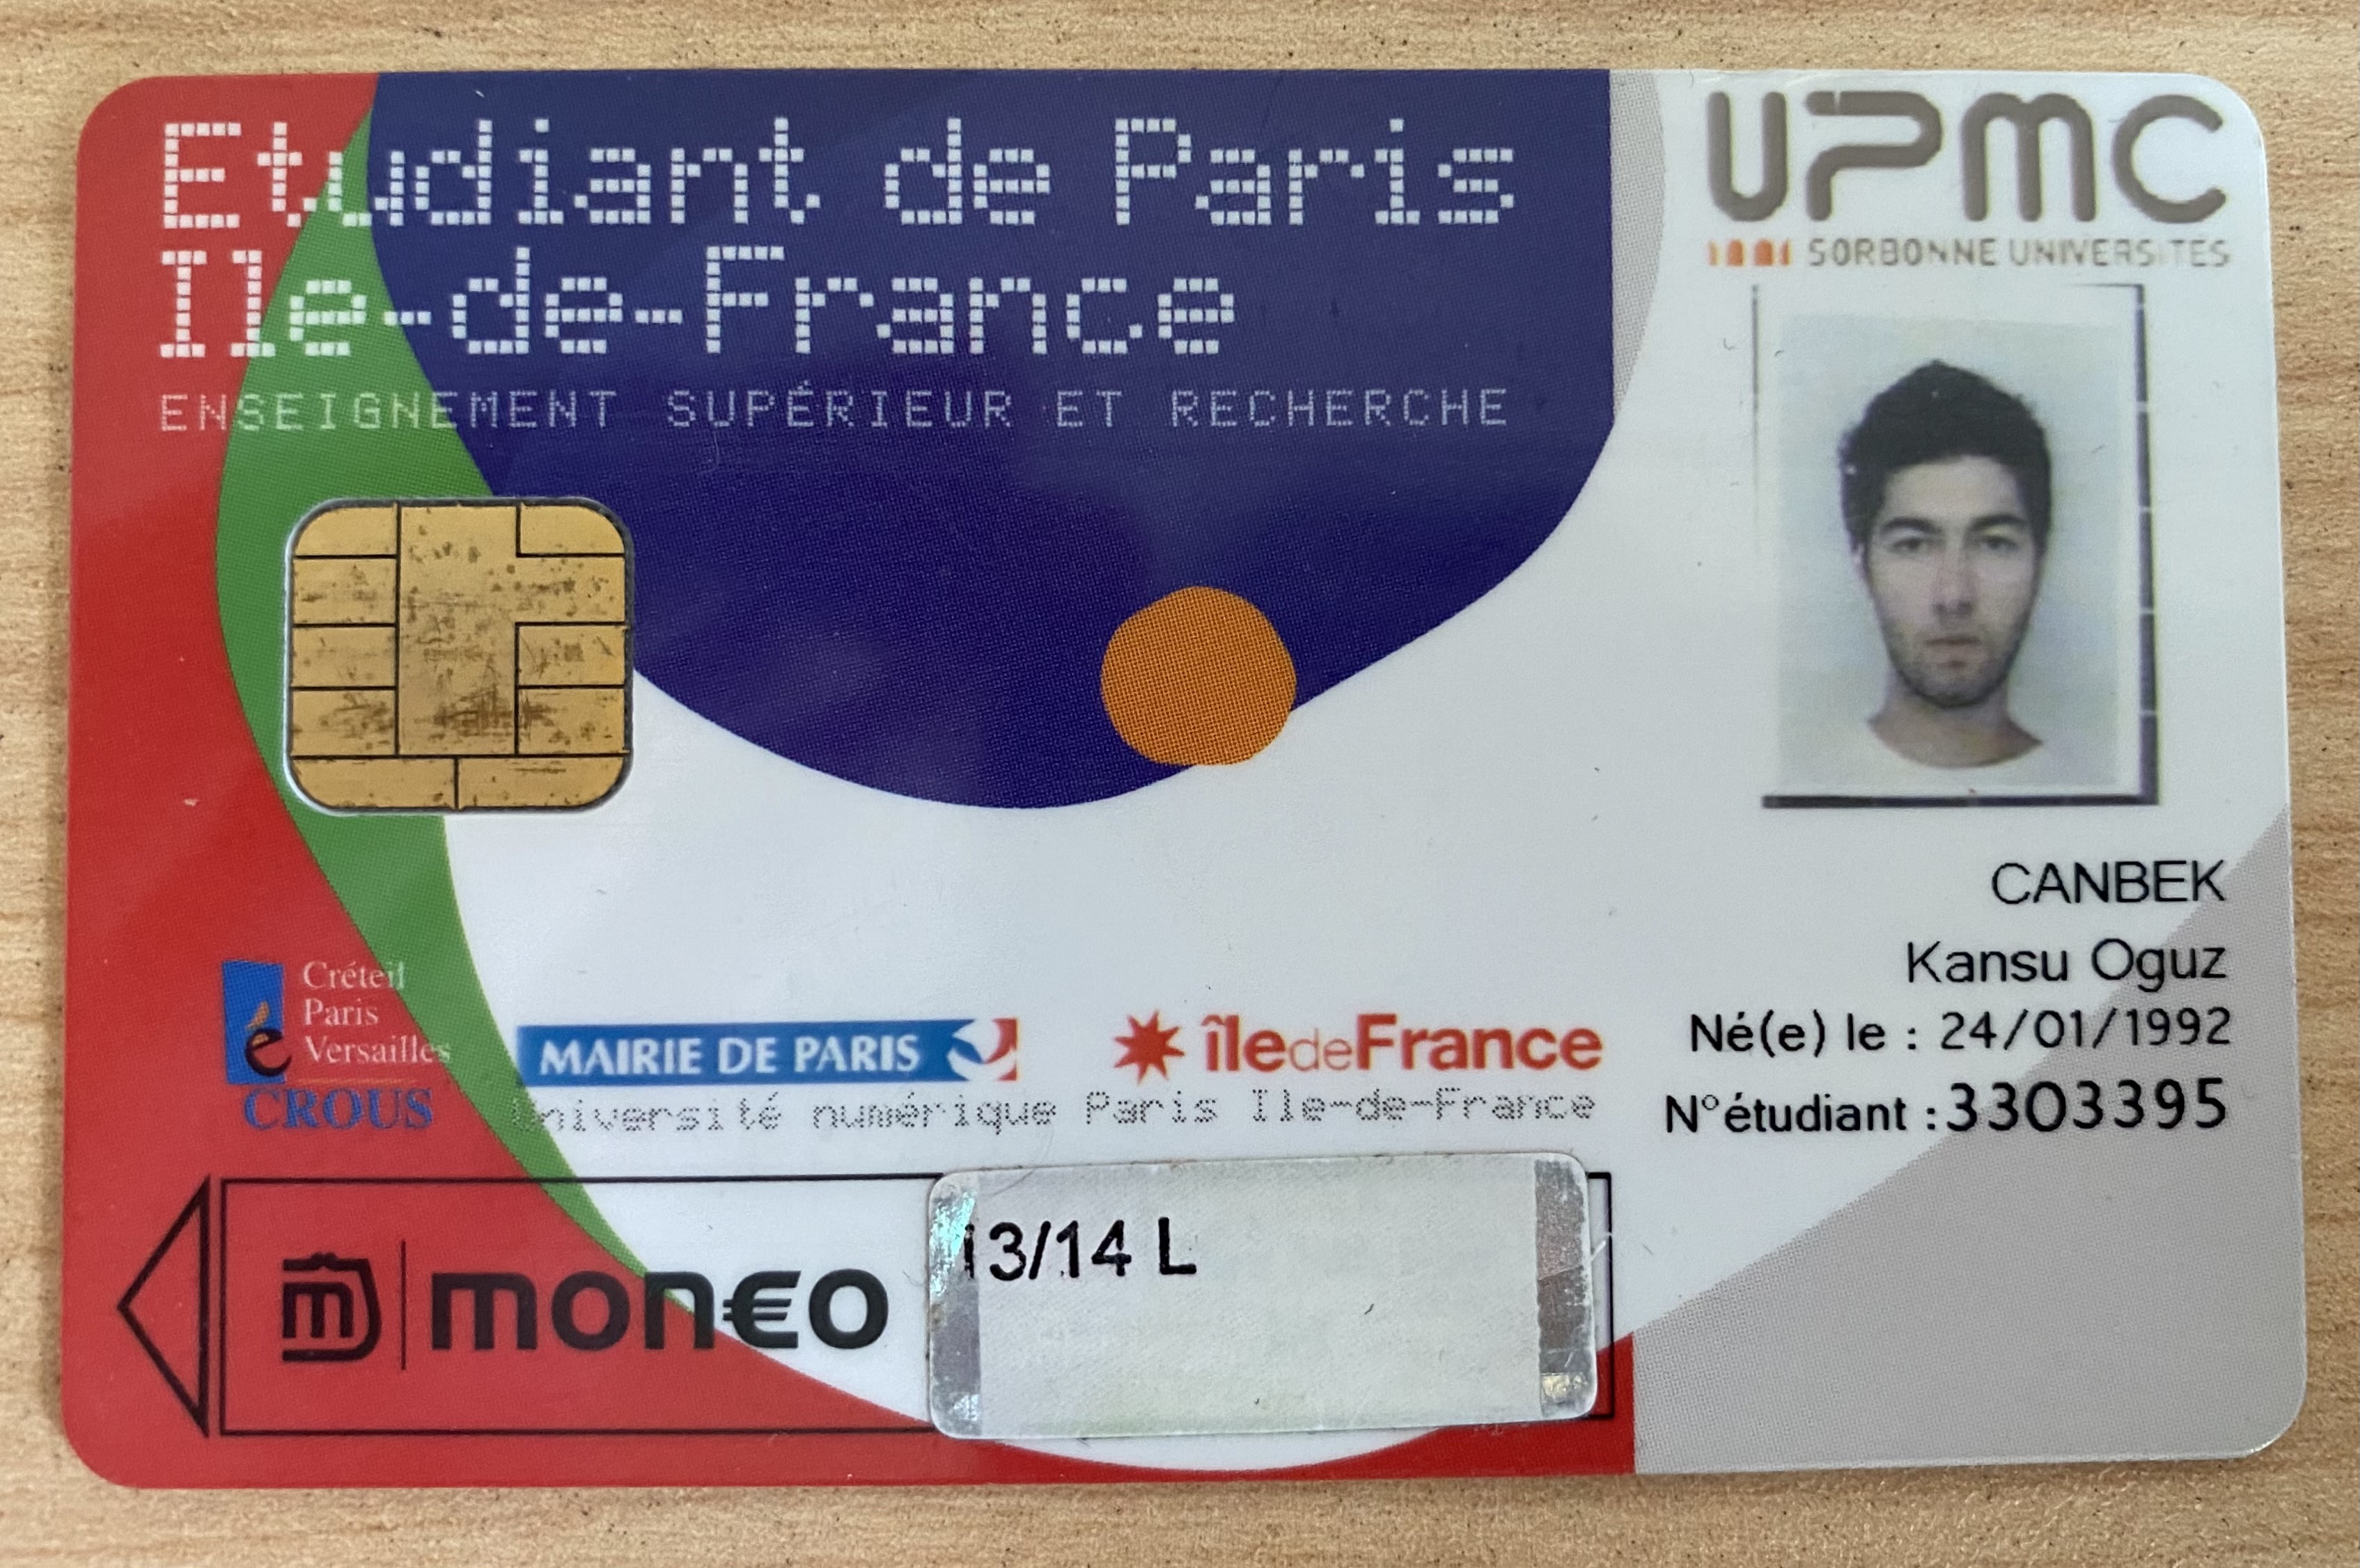 Etudiant de Paris
Ile-de-France
ENSEIGNEMENT SUPÉRIEUR ET RECHERCHE
UPMC
SORBONNE UNIVERSITÉS
CANBEK
Kansu Oguz
Né(e) le : 24/01/1992
N°étudiant : 3303395
Créteil
Paris
Versailles
CROUS
MAIRIE DE PARIS
îledeFrance
Université numérique Paris Ile-de-France
mon€o
13/14 L